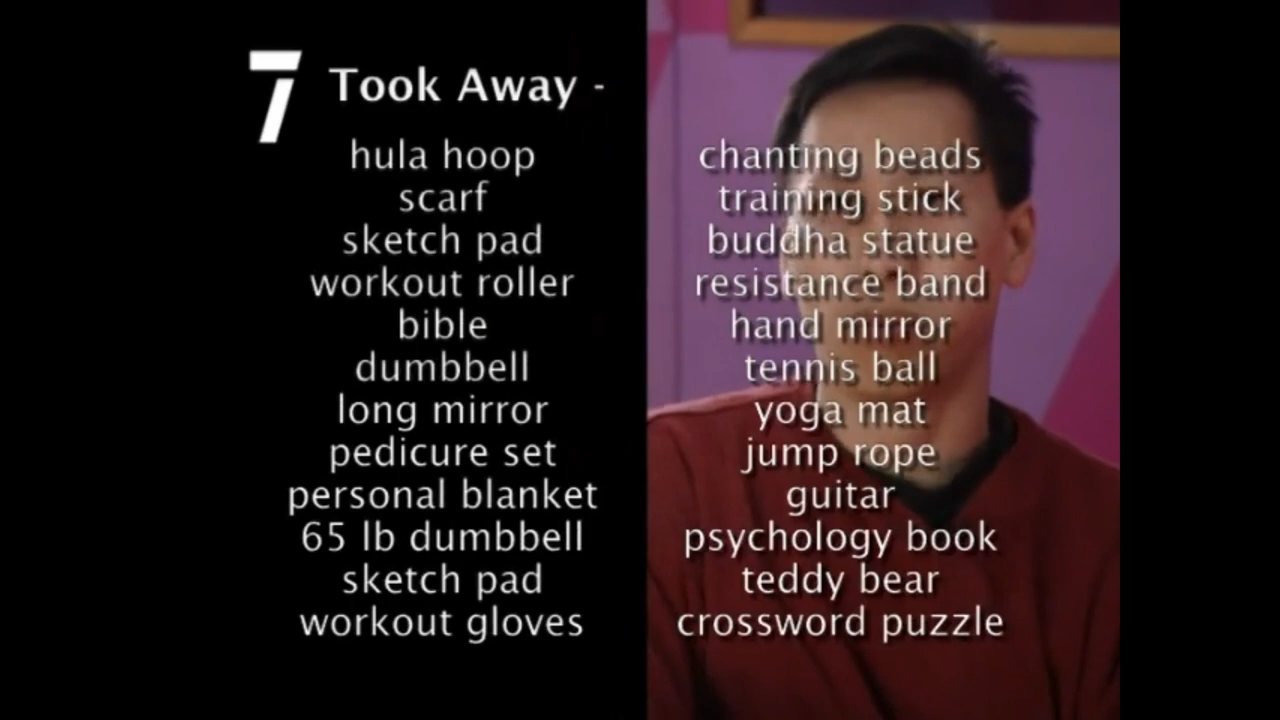 7 Took Away -
hula hoop
scarf
sketch pad
workout roller
bible
dumbbell
long mirror
pedicure set
personal blanket
65 lb dumbbell
sketch pad
workout gloves
chanting beads
training stick
buddha statue
resistance band
hand mirror
tennis ball
yoga mat
jump rope
guitar
psychology book
teddy bear
crossword puzzle